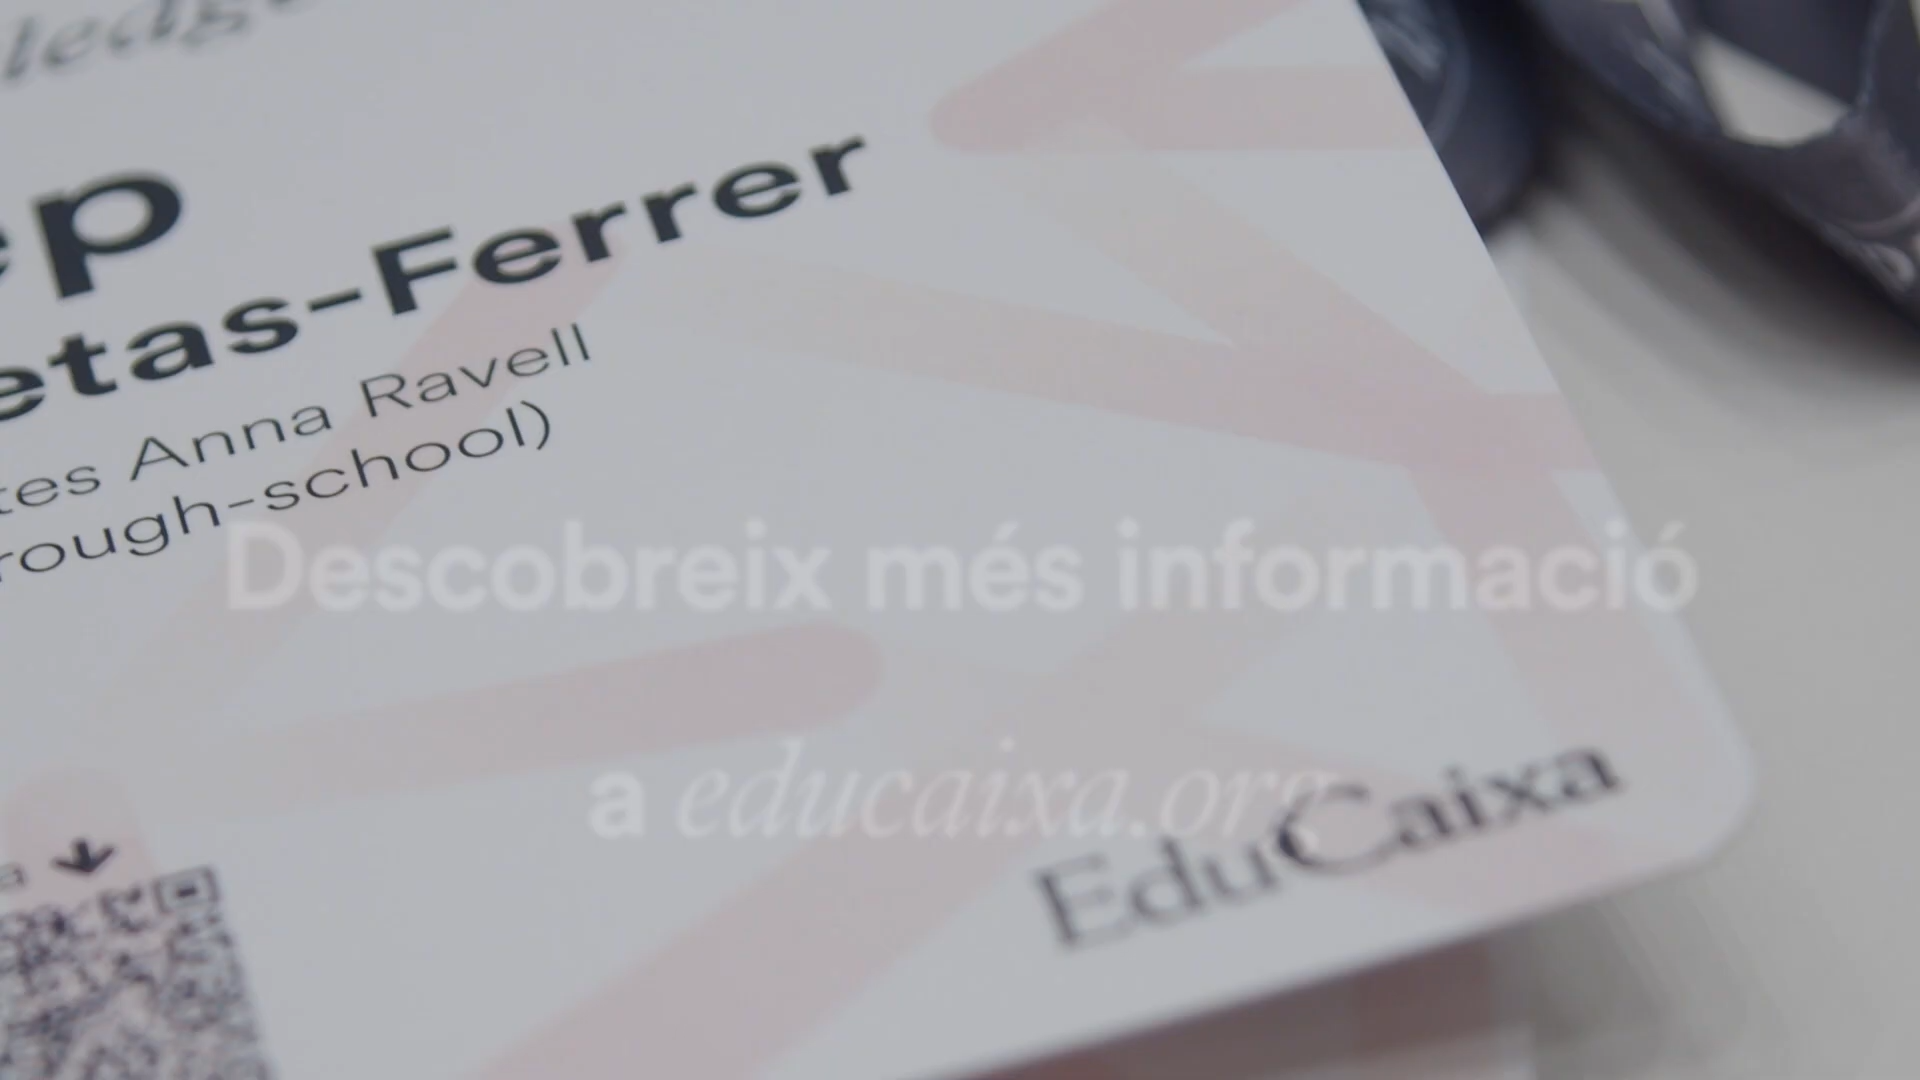 ep
etas-Ferrer
tes Anna Ravell
rough-school)
Descobreix més informació
a educaixa.org
EduCaixa